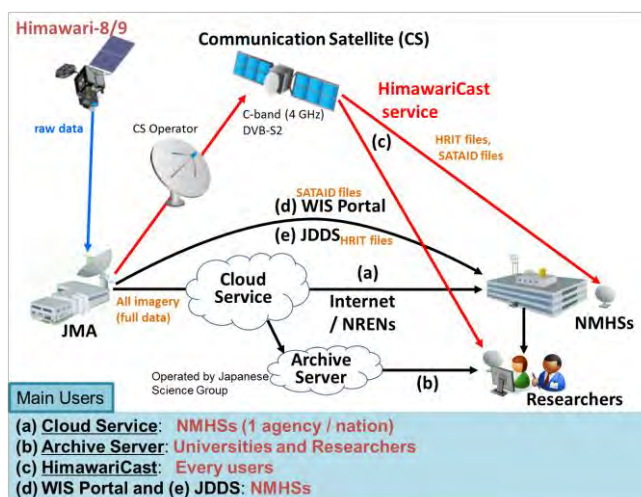 Himawari-8/9
Communication Satellite (CS)
HimawariCast
service
raw data
CS Operator
C-band (4 GHz)
DVB-S2
(c)
HRIT files,
SATAID files
SATAID files
(d) WIS Portal
(e) JDDS HRIT files
Cloud
Service
(a)
All imagery
(full data)
JMA
Internet
/ NRENs
NMHSs
Archive
Server
Operated by Japanese
Science Group
(b)
Researchers
Main Users
(a) Cloud Service: NMHSs (1 agency / nation)
(b) Archive Server: Universities and Researchers
(c) HimawariCast: Every users
(d) WIS Portal and (e) JDDS: NMHSs